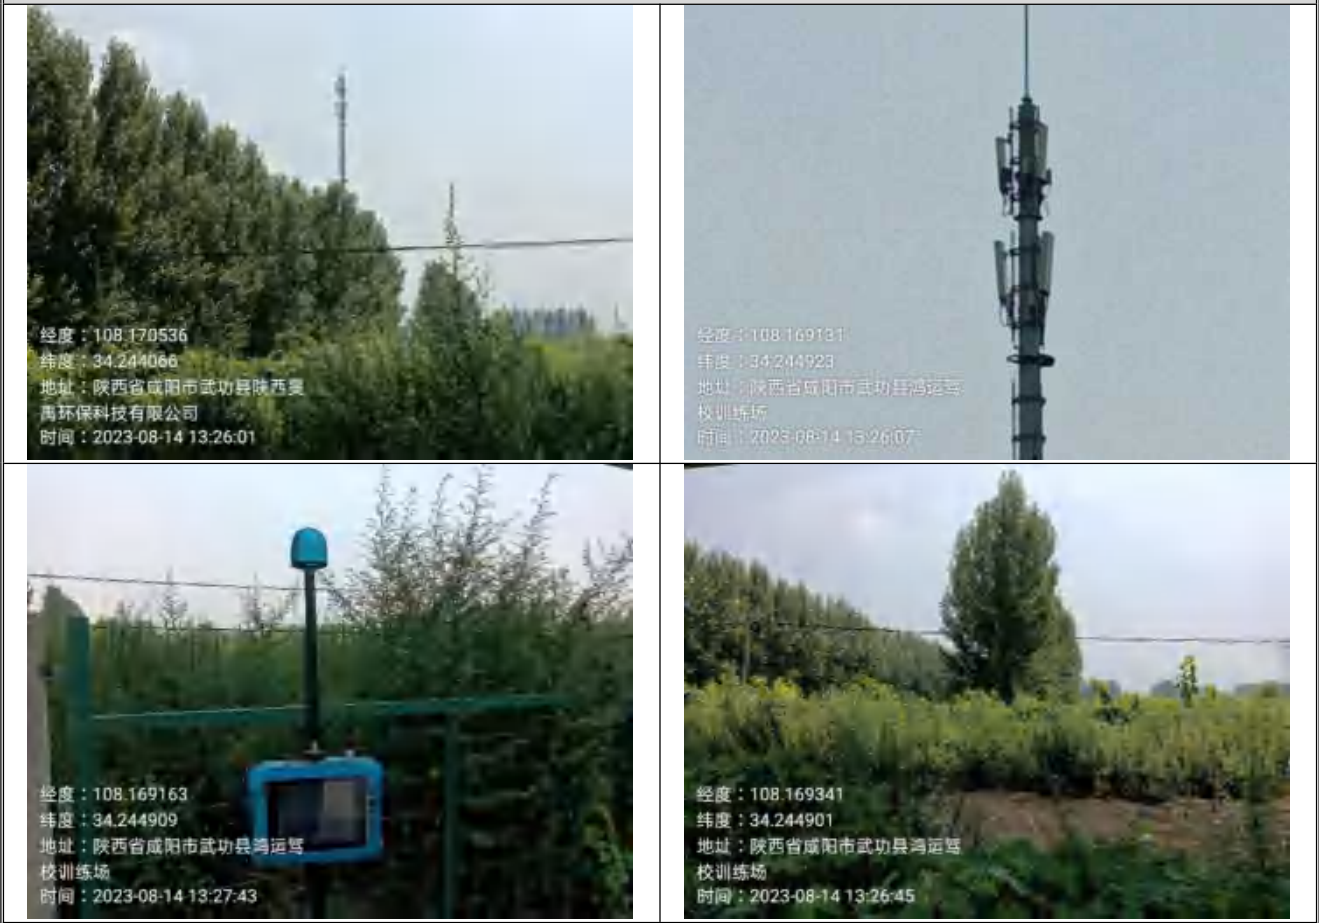 经度：108.170536
纬度：34.244066
地址：陕西省咸阳市武功县陕西
禹环保科技有限公司
时间：2023-08-14 13:26:01
经度：108.169131
纬度：34.244923
地址：陕西省咸阳市武功县鸿运驾
校训练场
时间：2023-08-14 13:26:07
经度：108.169163
纬度：34.244909
地址：陕西省咸阳市武功县鸿运驾
校训练场
时间：2023-08-14 13:27:43
经度：108.169341
纬度：34.244901
地址：陕西省咸阳市武功县鸿运驾
校训练场
时间：2023-08-14 13:26:45